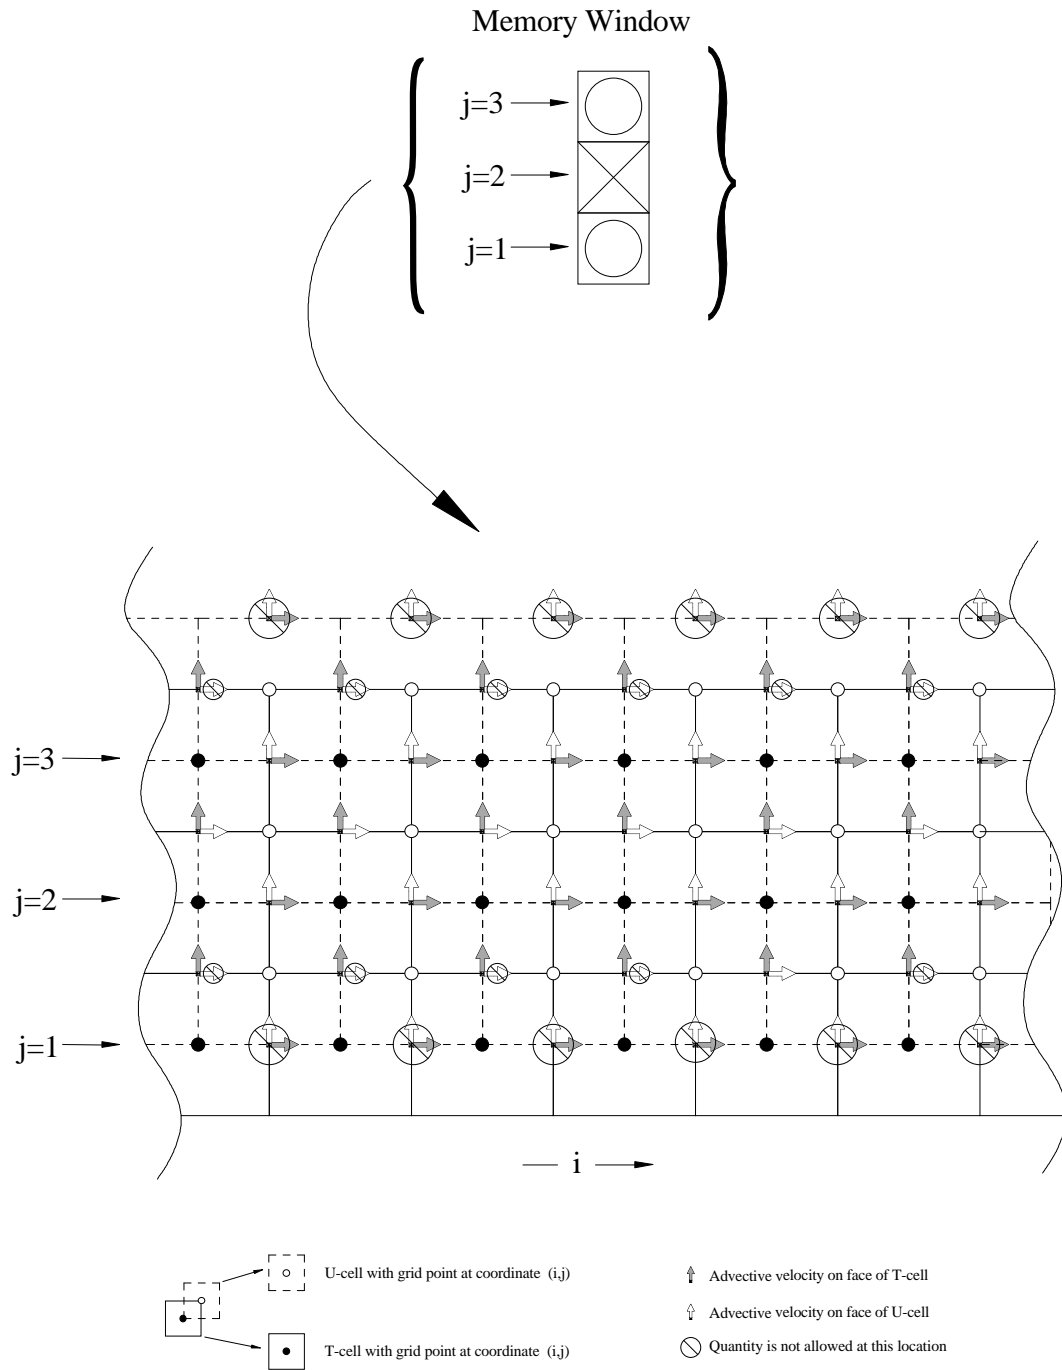 Memory Window
j=3
j=2
j=1
j=3
j=2
j=1
i
U-cell with grid point at coordinate (i,j)
T-cell with grid point at coordinate (i,j)
Advective velocity on face of T-cell
Advective velocity on face of U-cell
Quantity is not allowed at this location